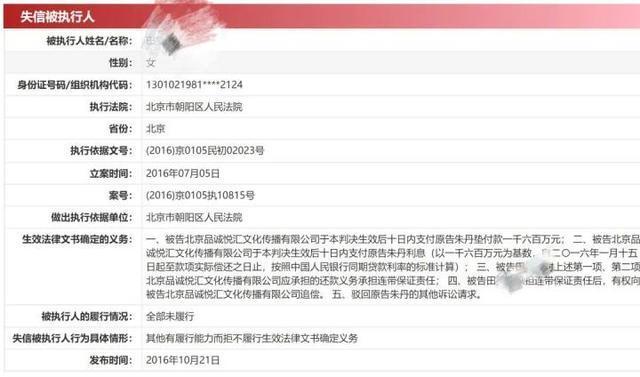 失信被执行人
被执行人姓名/名称:
性别: 女
身份证号码/组织机构代码: 1301021981****2124
执行法院: 北京市朝阳区人民法院
省份: 北京
执行依据文号: (2016)京0105民初02023号
立案时间: 2016年07月05日
案号: (2016)京0105执10815号
做出执行依据单位: 北京市朝阳区人民法院
生效法律文书确定的义务: 一、被告北京品诚悦汇文化传播有限公司于本判决生效后十日内支付原告朱丹垫付款一千六百万元; 二、被告北京品
诚悦汇文化传播有限公司于本判决生效后十日内支付原告朱丹利息（以一千六百万元为基数，自二〇一六年一月十五
日起至款项实际偿还之日止，按照中国人民银行同期贷款利率的标准计算）; 三、被告田 对上述第一项、第二项
北京品诚悦汇文化传播有限公司应承担的还款义务承担连带保证责任; 四、被告田 担连带保证责任后，有权向
被告北京品诚悦汇文化传播有限公司追偿。 五、驳回原告朱丹的其他诉讼请求。
被执行人的履行情况: 全部未履行
失信被执行人行为具体情形: 其他有履行能力而拒不履行生效法律文书确定义务
发布时间: 2016年10月21日